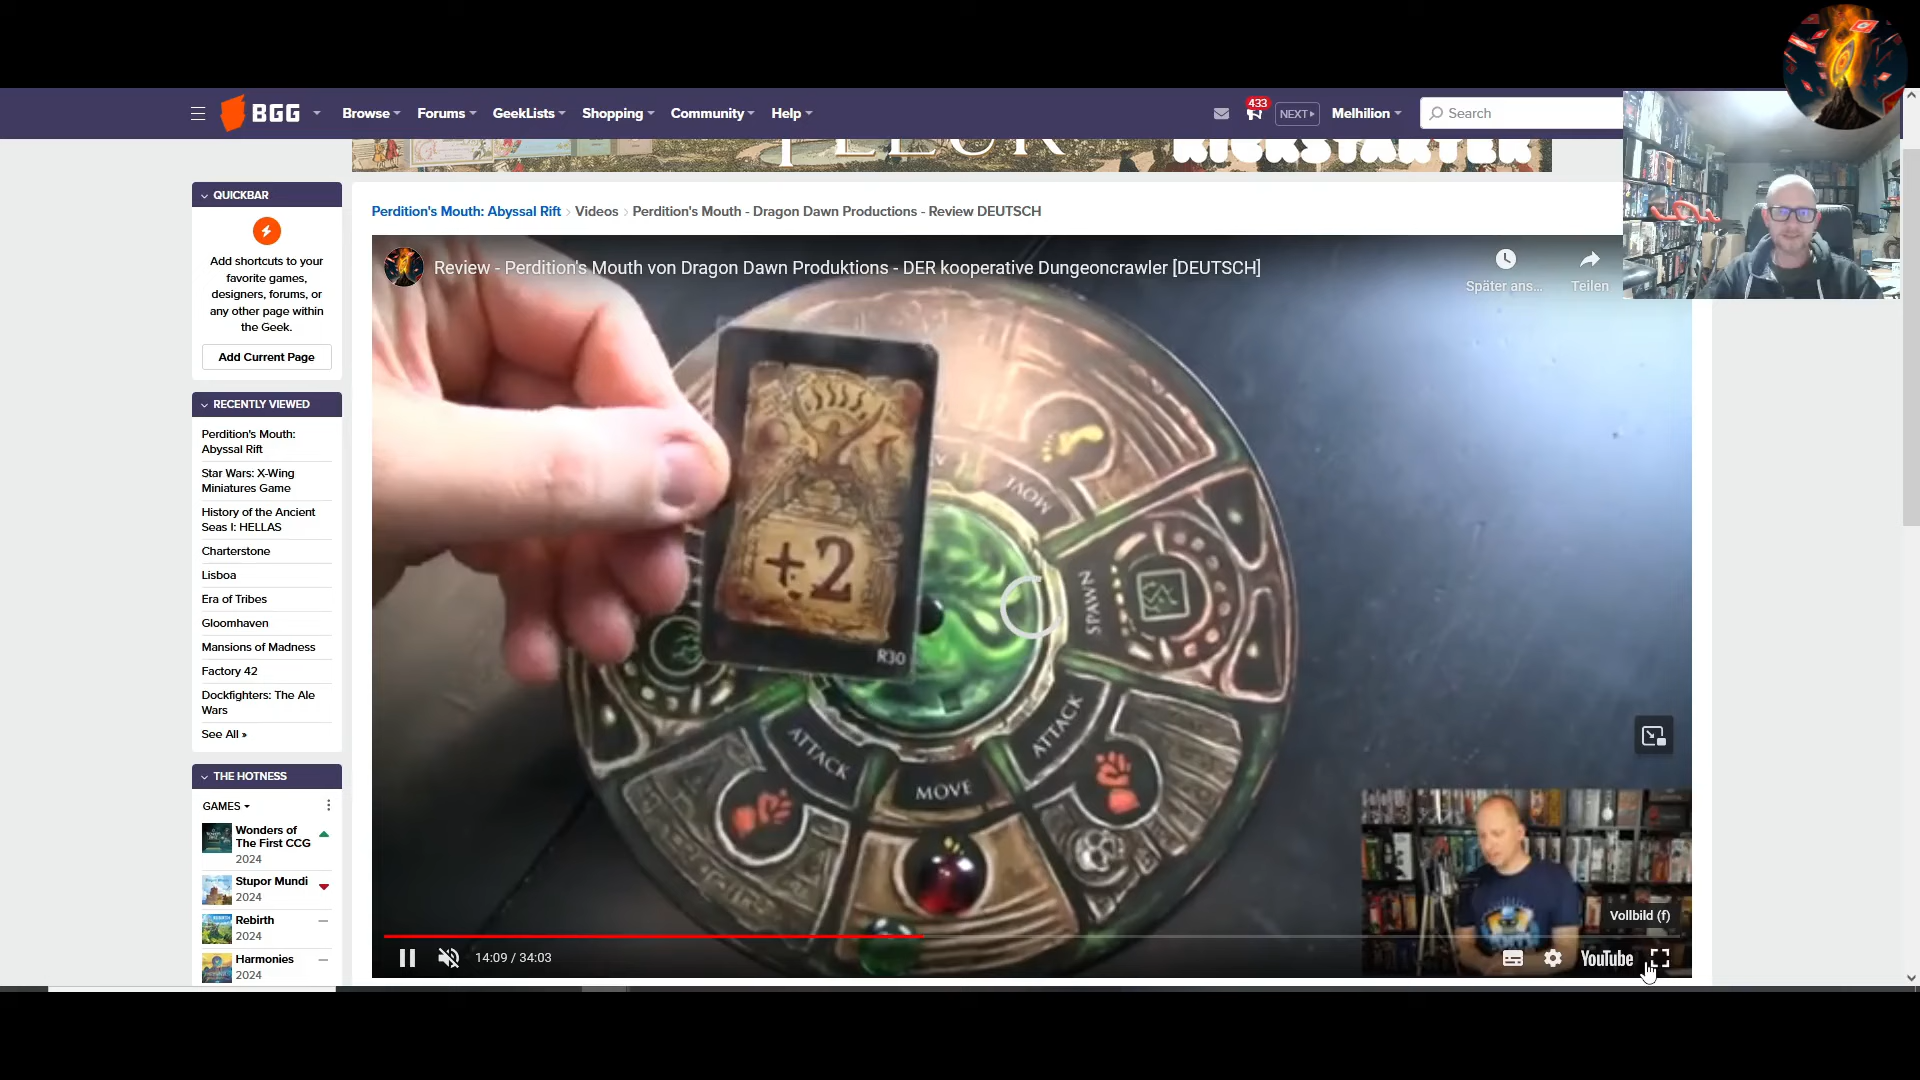 BGG
Browse
Forums
GeekLists
Shopping
Community
Help
433
NEXT
Melhilion
Search
FLEUR
KICKSTARTER
QUICKBAR
Add shortcuts to your
favorite games,
designers, forums, or
any other page within
the Geek.
Add Current Page
RECENTLY VIEWED
Perdition's Mouth:
Abyssal Rift
Star Wars: X-Wing
Miniatures Game
History of the Ancient
Seas I: HELLAS
Charterstone
Lisboa
Era of Tribes
Gloomhaven
Mansions of Madness
Factory 42
Dockfighters: The Ale
Wars
See All »
THE HOTNESS
GAMES
Wonders of
The First CCG
2024
Stupor Mundi
2024
Rebirth
2024
Harmonies
2024
Perdition's Mouth: Abyssal Rift › Videos › Perdition's Mouth - Dragon Dawn Productions - Review DEUTSCH
Review - Perdition's Mouth von Dragon Dawn Produktions - DER kooperative Dungeoncrawler [DEUTSCH]
Später ans...
Teilen
+2
R30
MOVE
SPAWN
ATTACK
MOVE
ATTACK
Vollbild (f)
14:09 / 34:03
YouTube